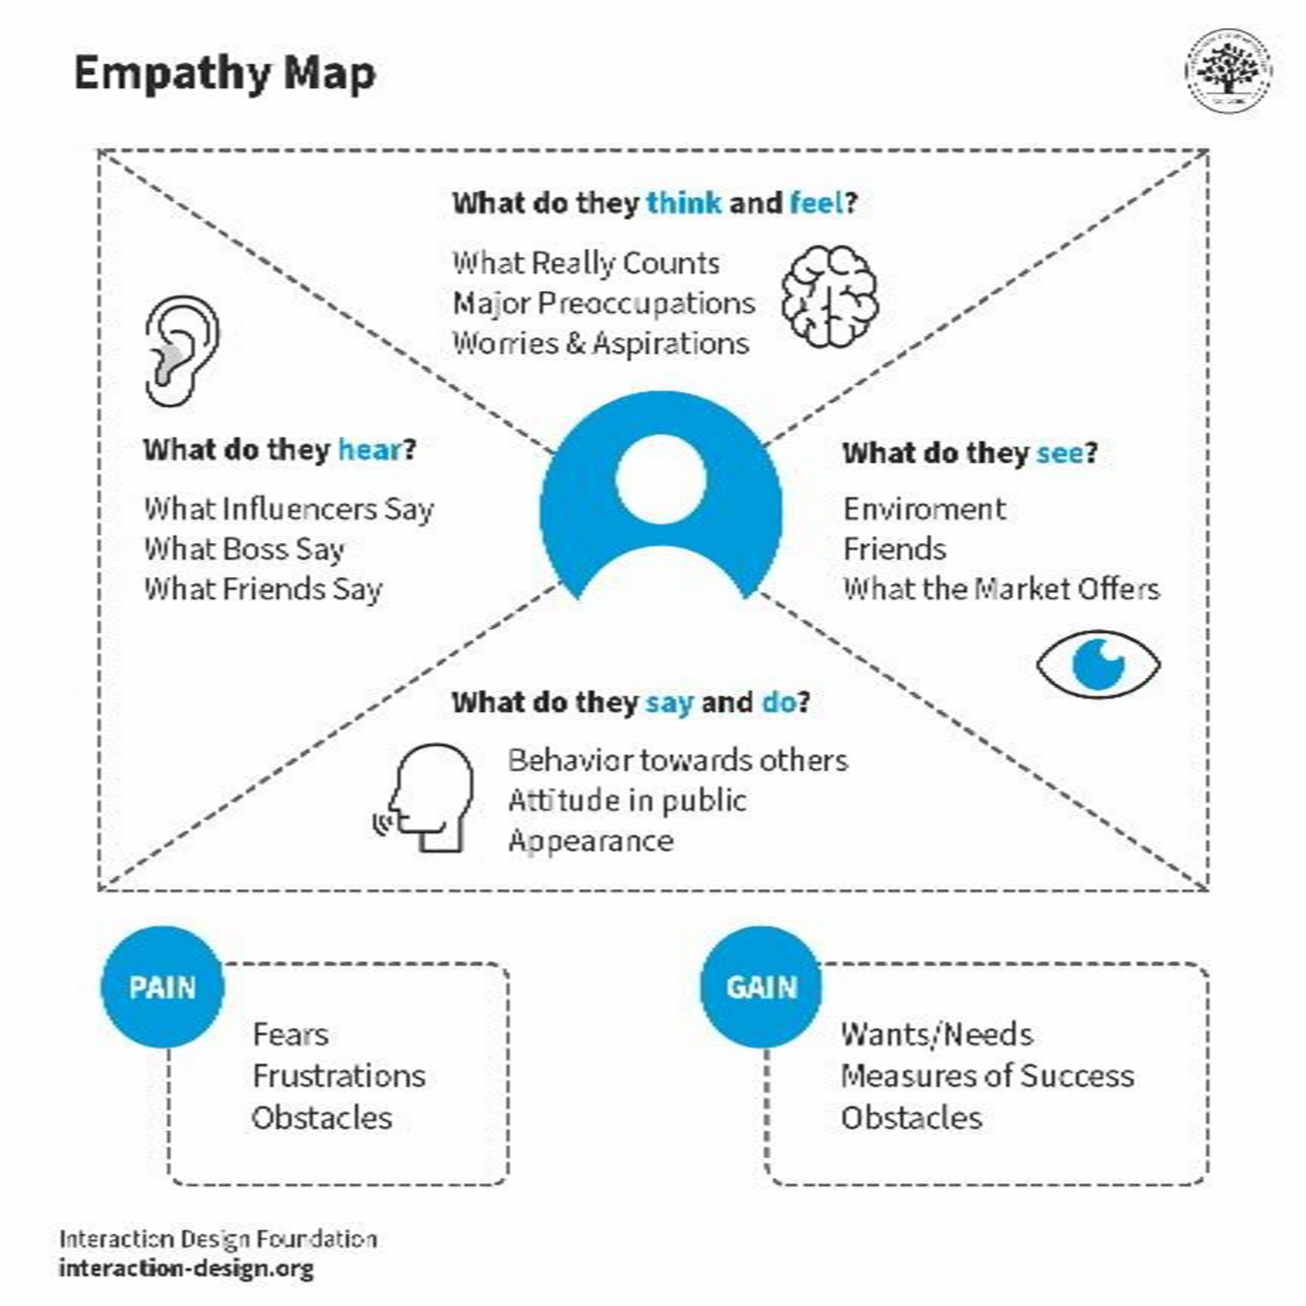 Empathy Map
What do they think and feel?
What Really Counts
Major Preoccupations
Worries & Aspirations
What do they hear?
What Influencers Say
What Boss Say
What Friends Say
What do they see?
Enviroment
Friends
What the Market Offers
What do they say and do?
Behavior towards others
Attitude in public
Appearance
PAIN
Fears
Frustrations
Obstacles
GAIN
Wants/Needs
Measures of Success
Obstacles
Interaction Design Foundation
interaction-design.org